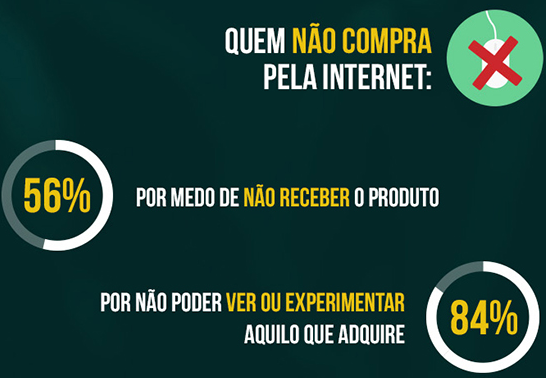 QUEM NÃO COMPRA
PELA INTERNET:
56%
POR MEDO DE NÃO RECEBER O PRODUTO
POR NÃO PODER VER OU EXPERIMENTAR
AQUILO QUE ADQUIRE
84%